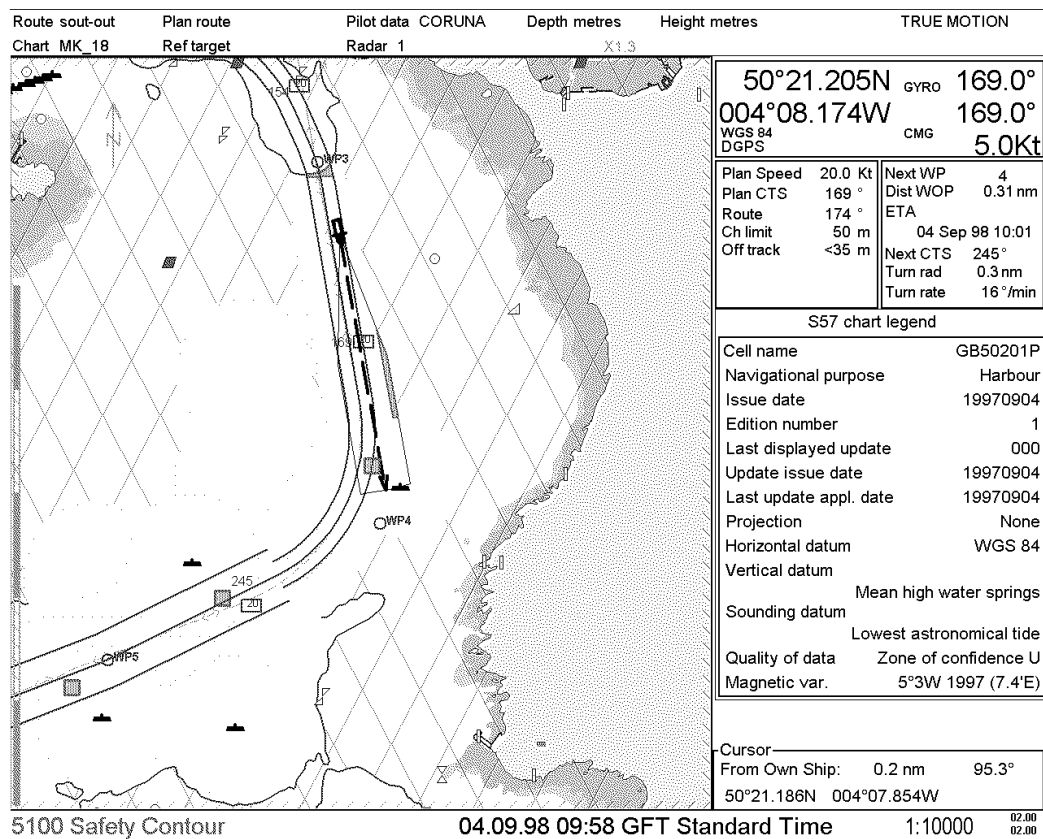 Route sout-out Plan route Pilot data CORUNA Depth metres Height metres TRUE MOTION
Chart MK_18 Ref target Radar 1 X1.3
154
20
N
WP3
169
20
WP4
245
20
WP5
50°21.205N GYRO 169.0°
004°08.174W 169.0°
WGS 84 CMG
DGPS 5.0Kt
Plan Speed 20.0 Kt
Plan CTS 169 °
Route 174 °
Ch limit 50 m
Off track <35 m
Next WP 4
Dist WOP 0.31 nm
ETA
04 Sep 98 10:01
Next CTS 245°
Turn rad 0.3 nm
Turn rate 16°/min
S57 chart legend
Cell name GB50201P
Navigational purpose Harbour
Issue date 19970904
Edition number 1
Last displayed update 000
Update issue date 19970904
Last update appl. date 19970904
Projection None
Horizontal datum WGS 84
Vertical datum
Mean high water springs
Sounding datum
Lowest astronomical tide
Quality of data Zone of confidence U
Magnetic var. 5°3W 1997 (7.4'E)
Cursor
From Own Ship: 0.2 nm 95.3°
50°21.186N 004°07.854W
5100 Safety Contour 04.09.98 09:58 GFT Standard Time 1:10000 02.00
02.00